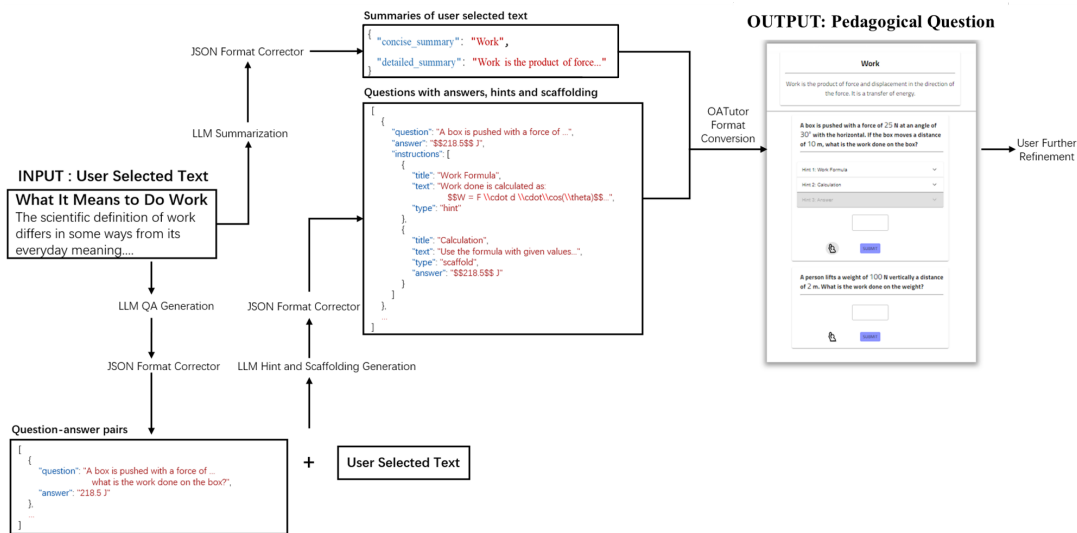 Summaries of user selected text
{
"concise_summary": "Work",
"detailed_summary": "Work is the product of force..."
}
JSON Format Corrector
LLM Summarization
INPUT : User Selected Text
What It Means to Do Work
The scientific definition of work
differs in some ways from its
everyday meaning....
LLM QA Generation
JSON Format Corrector
Question-answer pairs
[
{
"question": "A box is pushed with a force of ...
what is the work done on the box?",
"answer": "218.5 J"
},
...
]
+
User Selected Text
LLM Hint and Scaffolding Generation
JSON Format Corrector
Questions with answers, hints and scaffolding
[
{
"question": "A box is pushed with a force of ...",
"answer": "$$218.5$$ J",
"instructions": [
{
"title": "Work Formula",
"text": "Work done is calculated as:
$$W = F \\cdot d \\cdot\\cos(\\theta)$$...",
"type": "hint"
},
{
"title": "Calculation",
"text": "Use the formula with given values...",
"type": "scaffold",
"answer": "$$218.5$$ J"
}
]
},
...
]
OATutor
Format
Conversion
OUTPUT: Pedagogical Question
Work
Work is the product of force and displacement in the direction of
the force. It is a transfer of energy.
A box is pushed with a force of 25 N at an angle of
30° with the horizontal. If the box moves a distance
of 10 m, what is the work done on the box?
Hint 1: Work Formula
Hint 2: Calculation
Hint 3: Answer
SUBMIT
A person lifts a weight of 100 N vertically a distance
of 2 m. What is the work done on the weight?
SUBMIT
User Further
Refinement